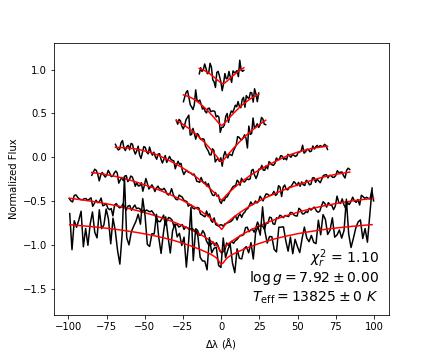 1.0
0.5
0.0
−0.5
−1.0
−1.5
Normalized Flux
χ²ᵣ = 1.10
log g = 7.92 ± 0.00
T_eff = 13825 ± 0 K
−100 −75 −50 −25 0 25 50 75 100
Δλ (Å)